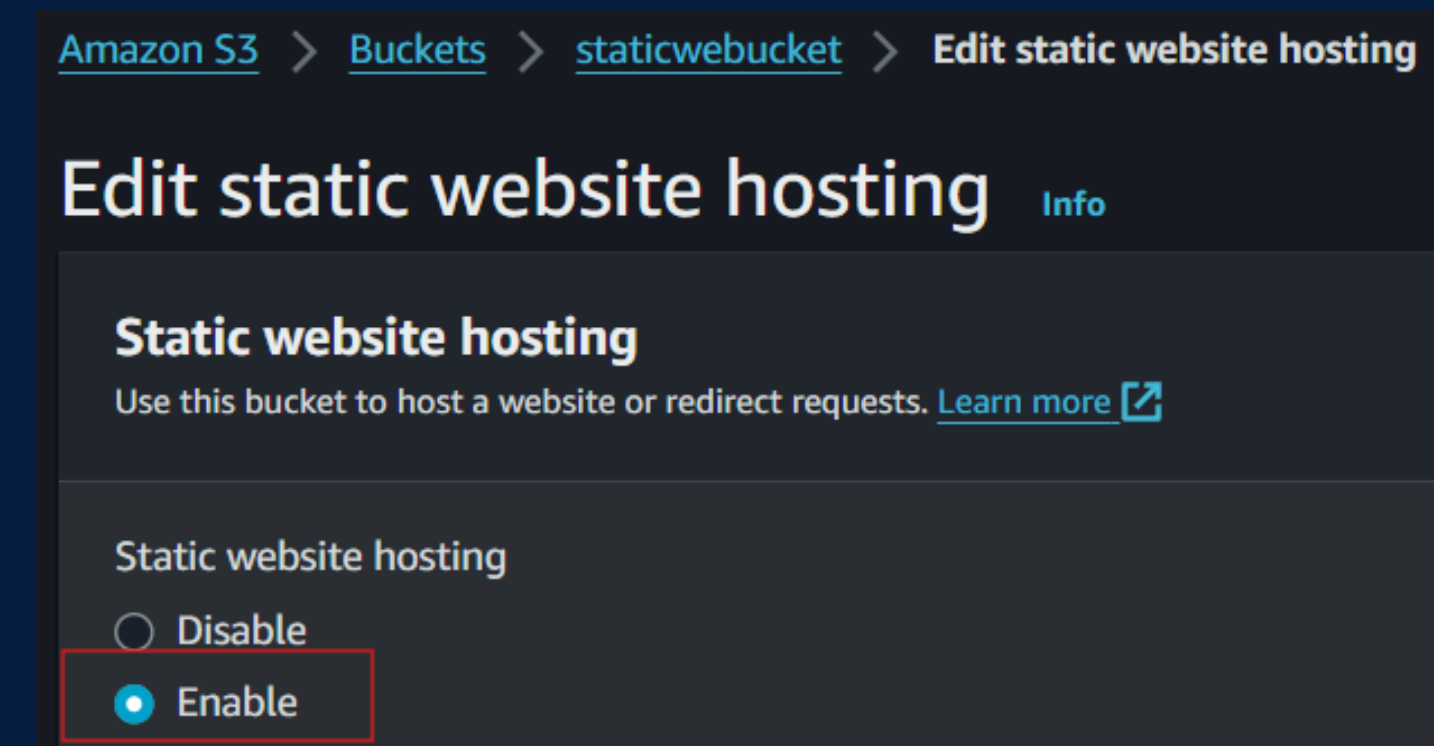 Amazon S3 > Buckets > staticwebucket > Edit static website hosting
Edit static website hosting Info
Static website hosting
Use this bucket to host a website or redirect requests. Learn more
Static website hosting
Disable
Enable